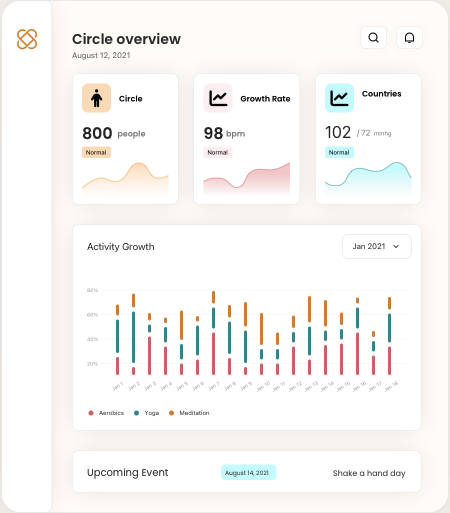 Circle overview
August 12, 2021
Circle
800 people
Normal
Growth Rate
98 bpm
Normal
Countries
102 / 72 mmhg
Normal
Activity Growth
Jan 2021
80%
60%
40%
20%
Jan 1 Jan 2 Jan 3 Jan 4 Jan 5 Jan 6 Jan 7 Jan 8 Jan 9 Jan 10 Jan 11 Jan 12 Jan 13 Jan 14 Jan 15 Jan 16 Jan 17 Jan 18
Aerobics Yoga Meditation
Upcoming Event
August 14, 2021
Shake a hand day